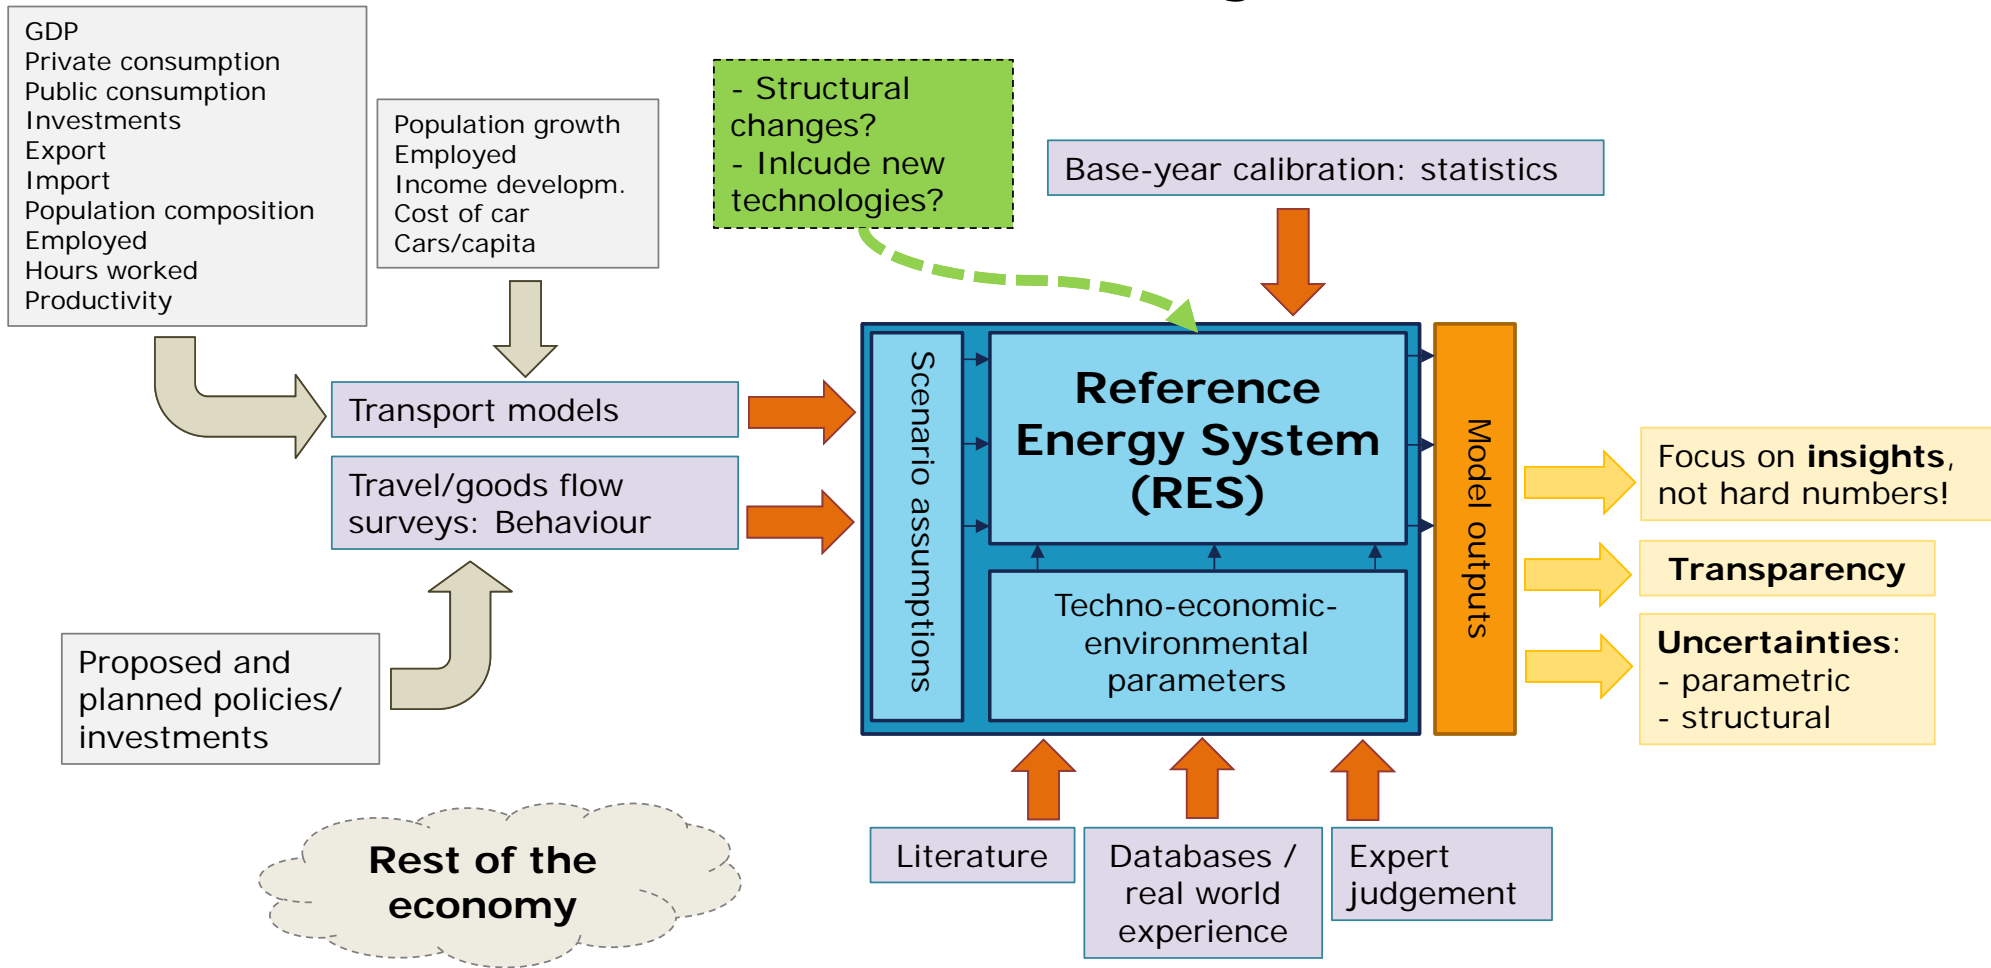 GDP
Private consumption
Public consumption
Investments
Export
Import
Population composition
Employed
Hours worked
Productivity
Population growth
Employed
Income developm.
Cost of car
Cars/capita
- Structural
changes?
- Inlcude new
technologies?
Base-year calibration: statistics
Transport models
Travel/goods flow
surveys: Behaviour
Proposed and
planned policies/
investments
Scenario assumptions
Reference
Energy System
(RES)
Techno-economic-
environmental
parameters
Model outputs
Focus on insights,
not hard numbers!
Transparency
Uncertainties:
- parametric
- structural
Rest of the
economy
Literature
Databases /
real world
experience
Expert
judgement